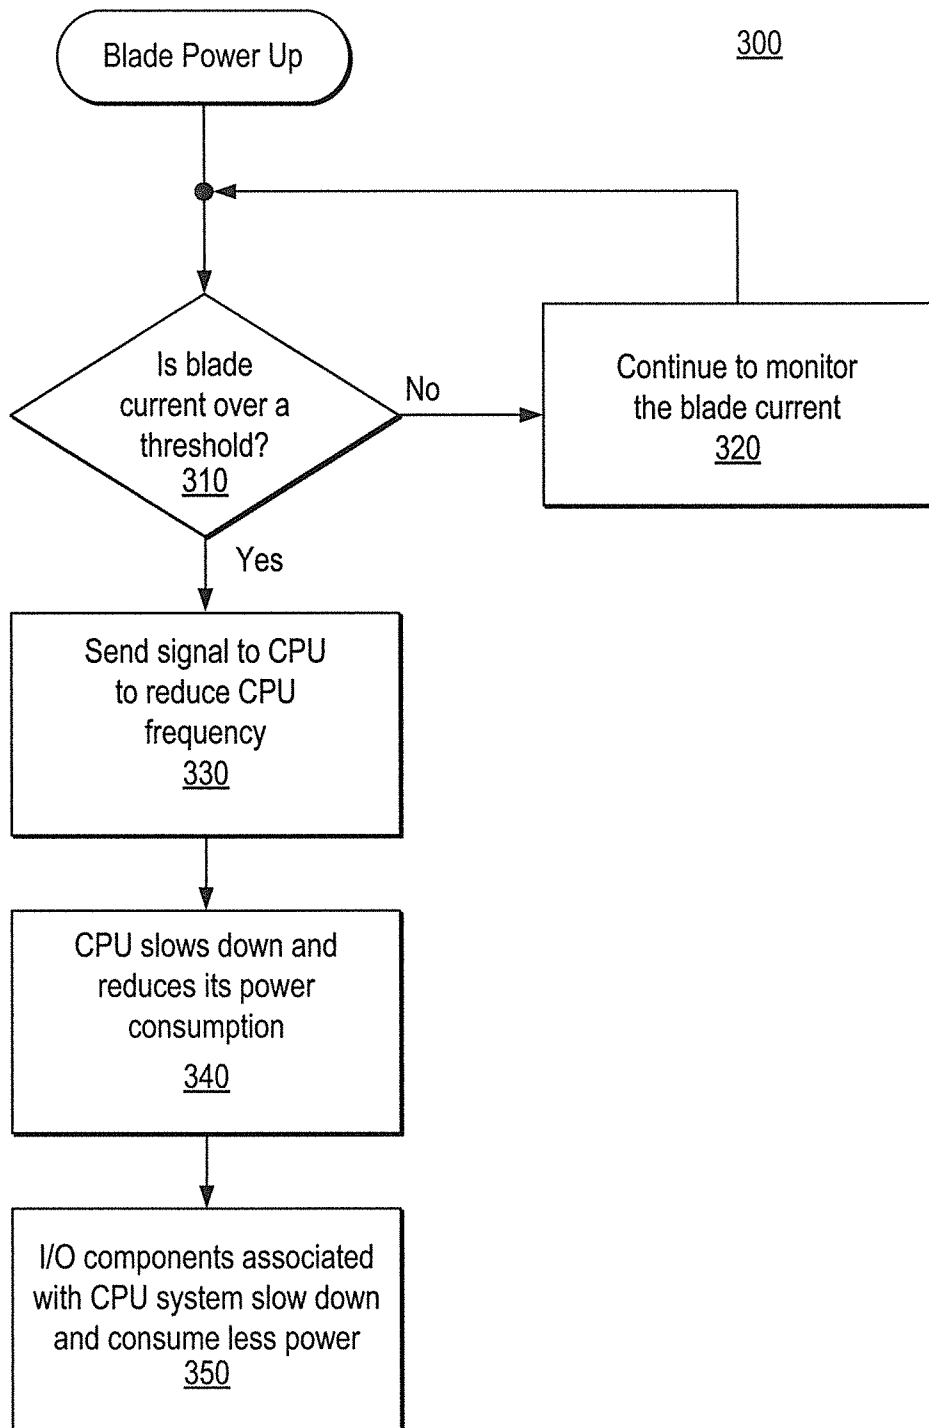 Blade Power Up
300
Is blade
current over a
threshold?
310
No
Continue to monitor
the blade current
320
Yes
Send signal to CPU
to reduce CPU
frequency
330
CPU slows down and
reduces its power
consumption
340
I/O components associated
with CPU system slow down
and consume less power
350